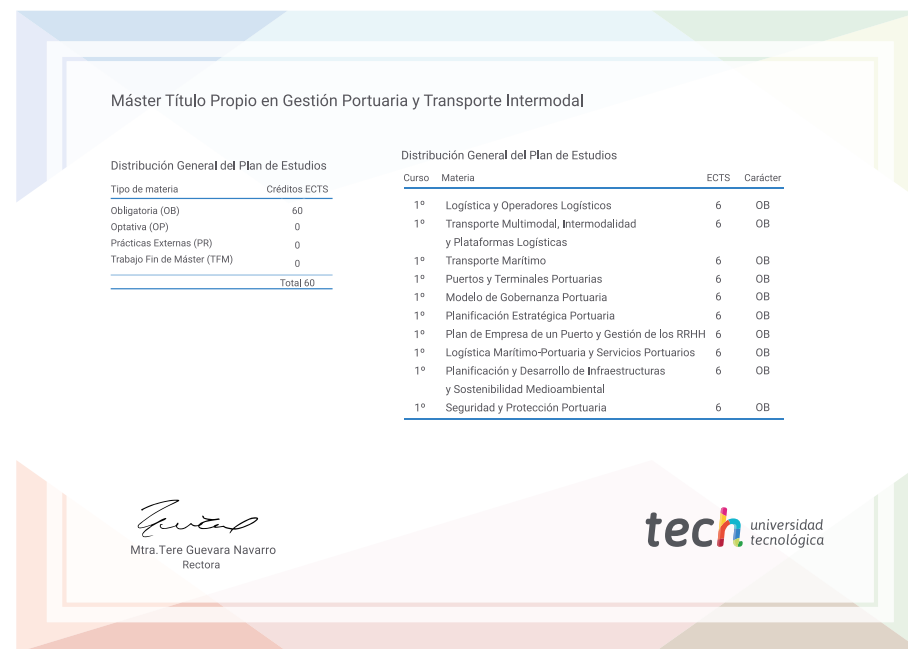 Máster Título Propio en Gestión Portuaria y Transporte Intermodal
Distribución General del Plan de Estudios
Tipo de materia Créditos ECTS
Obligatoria (OB) 60
Optativa (OP) 0
Prácticas Externas (PR) 0
Trabajo Fin de Máster (TFM) 0
Total 60
Distribución General del Plan de Estudios
Curso Materia ECTS Carácter
1º Logística y Operadores Logísticos 6 OB
1º Transporte Multimodal, Intermodalidad 6 OB
y Plataformas Logísticas
1º Transporte Marítimo 6 OB
1º Puertos y Terminales Portuarias 6 OB
1º Modelo de Gobernanza Portuaria 6 OB
1º Planificación Estratégica Portuaria 6 OB
1º Plan de Empresa de un Puerto y Gestión de los RRHH 6 OB
1º Logística Marítimo-Portuaria y Servicios Portuarios 6 OB
1º Planificación y Desarrollo de Infraestructuras 6 OB
y Sostenibilidad Medioambiental
1º Seguridad y Protección Portuaria 6 OB
Mtra.Tere Guevara Navarro
Rectora
tech universidad
tecnológica